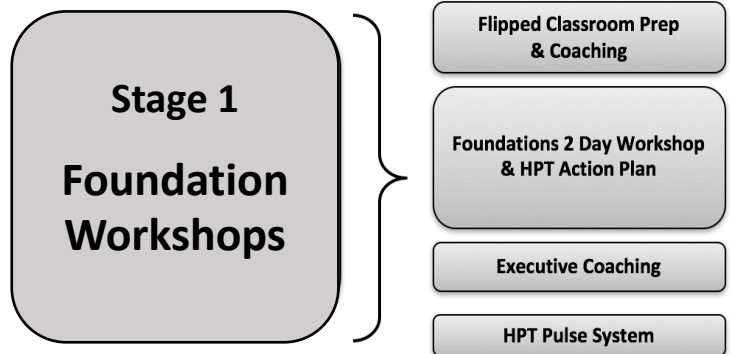 Stage 1
Foundation
Workshops
Flipped Classroom Prep
& Coaching
Foundations 2 Day Workshop
& HPT Action Plan
Executive Coaching
HPT Pulse System